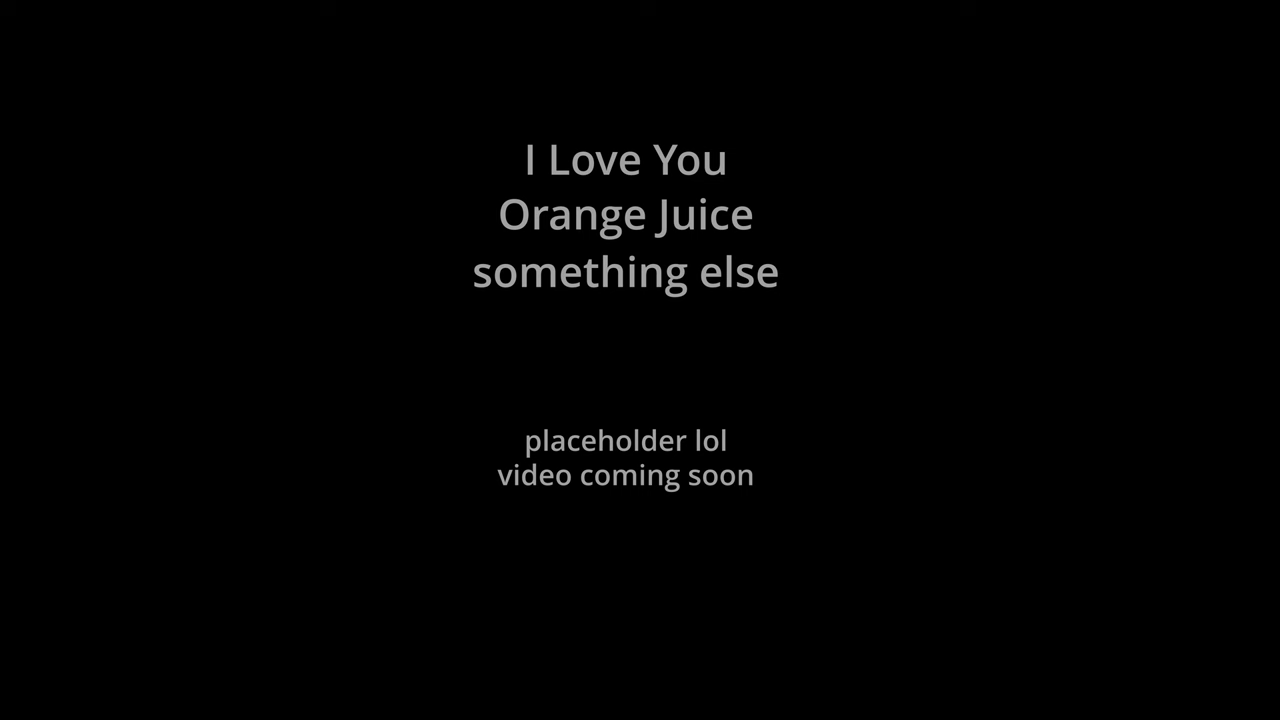 I Love You
Orange Juice
something else
placeholder lol
video coming soon